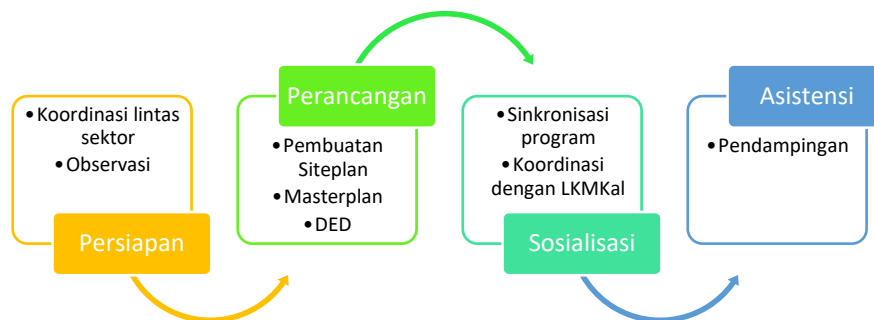 •Koordinasi lintas
sektor
•Observasi
Persiapan
Perancangan
•Pembuatan
Siteplan
•Masterplan
•DED
•Sinkronisasi
program
•Koordinasi
dengan LKMKal
Sosialisasi
Asistensi
•Pendampingan